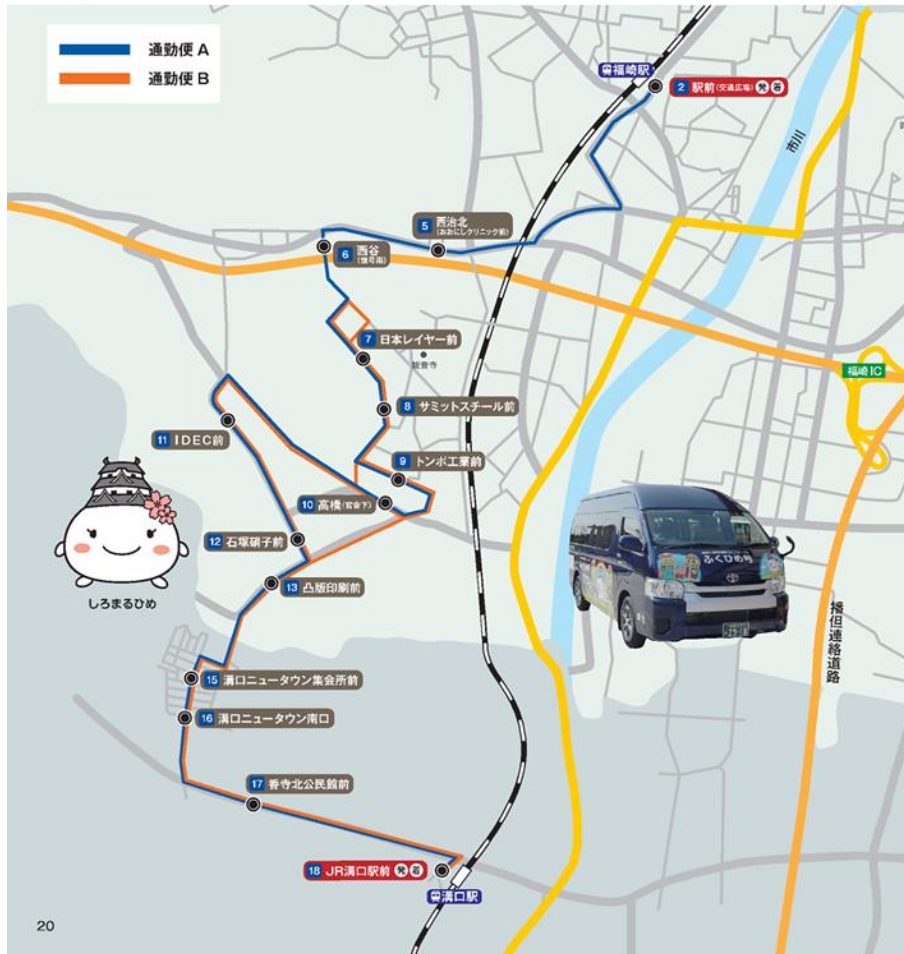 通勤便 A
通勤便 B
福崎駅
2 駅前(交通広場) 発 着
市川
5 西治北
(おおにしクリニック前)
6 西谷
7 日本レイヤー前
観音寺
福崎IC
8 サミットスチール前
11 IDEC前
9 トンボ工業前
10 高橋
12 石塚硝子前
ふくひめ号
しろまるひめ
13 凸版印刷前
播但連絡道路
15 溝口ニュータウン集会所前
16 溝口ニュータウン南口
17 香寺北公民館前
18 JR溝口駅前 発 着
溝口駅
20